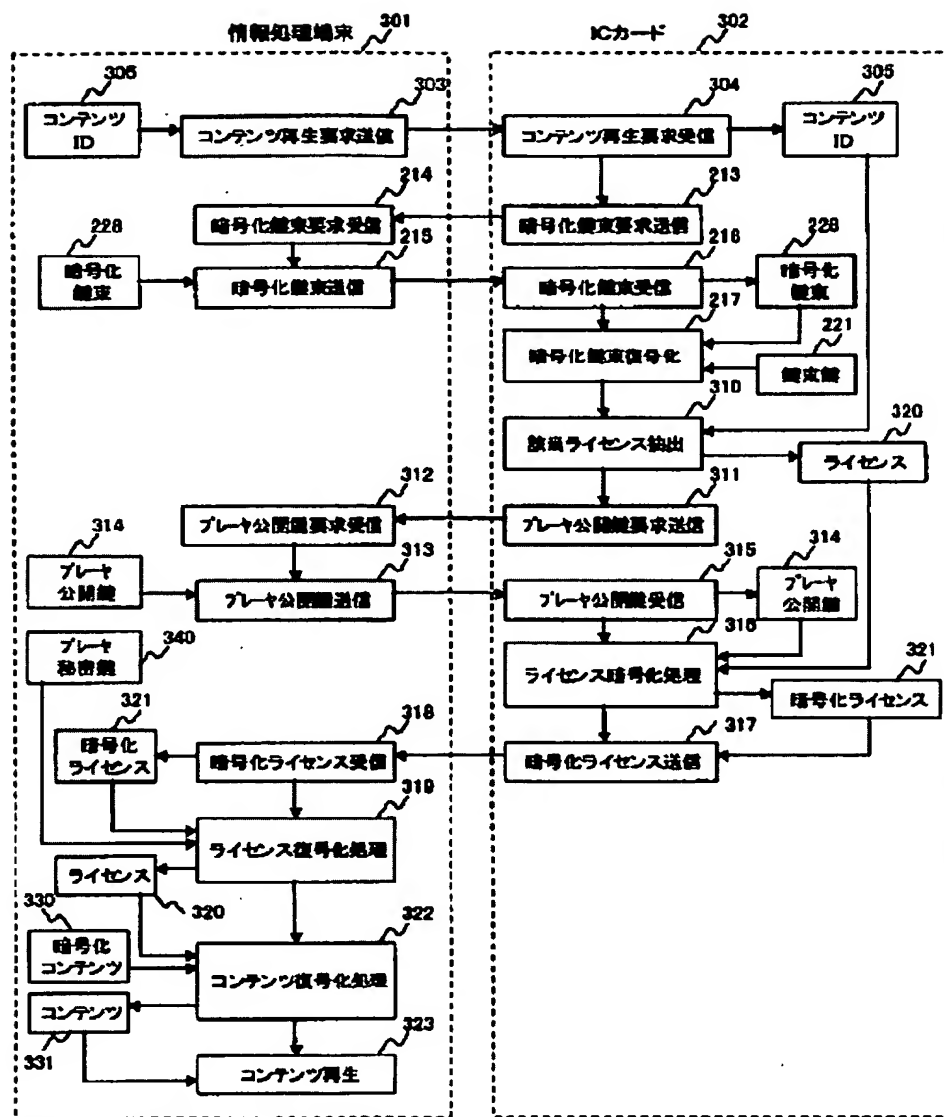 情報処理端末
301
ICカード
302
306
コンテンツ
ID
303
コンテンツ再生要求送信
304
コンテンツ再生要求受信
305
コンテンツ
ID
214
暗号化鍵束要求受信
213
暗号化鍵束要求送信
228
暗号化
鍵束
215
暗号化鍵束送信
216
暗号化鍵束受信
228
暗号化
鍵束
217
暗号化鍵束復号化
221
鍵束鍵
310
該当ライセンス抽出
320
ライセンス
312
プレーヤ公開鍵要求受信
311
プレーヤ公開鍵要求送信
314
プレーヤ
公開鍵
313
プレーヤ公開鍵送信
315
プレーヤ公開鍵受信
314
プレーヤ
公開鍵
340
プレーヤ
秘密鍵
316
ライセンス暗号化処理
321
暗号化ライセンス
321
暗号化
ライセンス
318
暗号化ライセンス受信
317
暗号化ライセンス送信
319
ライセンス復号化処理
ライセンス
320
330
暗号化
コンテンツ
322
コンテンツ復号化処理
コンテンツ
331
323
コンテンツ再生